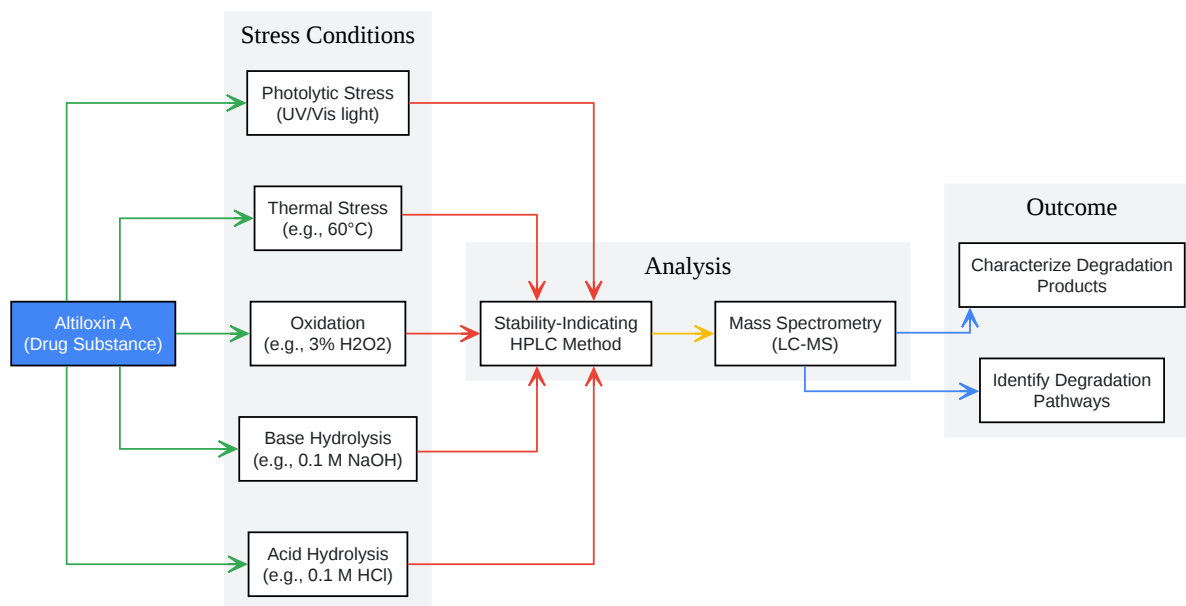 Stress Conditions
Photolytic Stress
(UV/Vis light)
Thermal Stress
(e.g., 60°C)
Outcome
Characterize Degradation
Products
Analysis
Altiloxin A
(Drug Substance)
Oxidation
(e.g., 3% H2O2)
Stability-Indicating
HPLC Method
Mass Spectrometry
(LC-MS)
Identify Degradation
Pathways
Base Hydrolysis
(e.g., 0.1 M NaOH)
Acid Hydrolysis
(e.g., 0.1 M HCl)